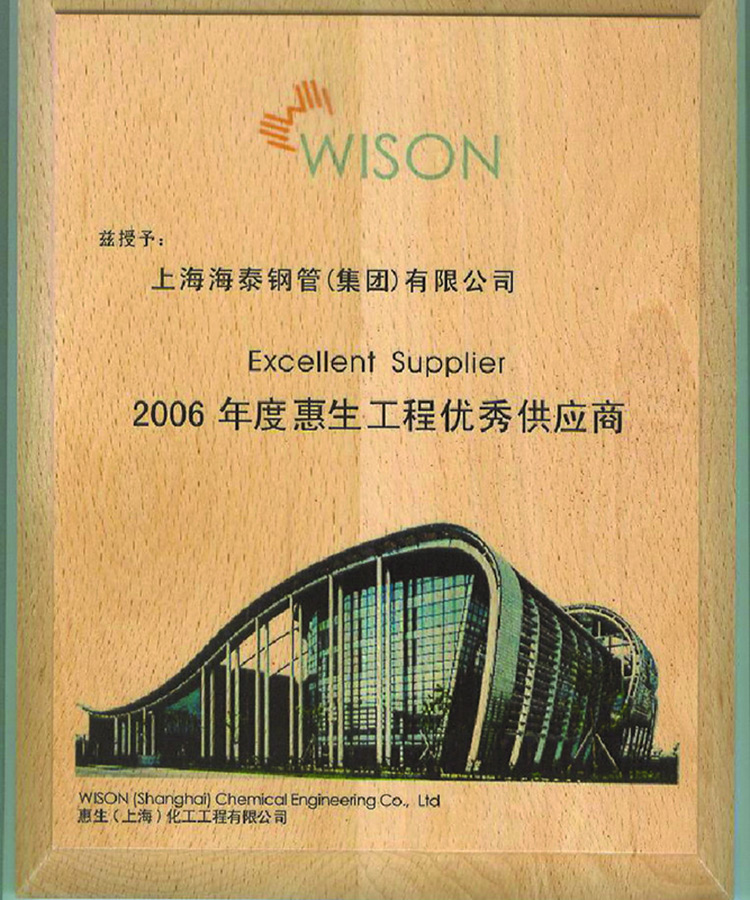 WISON
兹授予：
上海海泰钢管(集团)有限公司
Excellent Supplier
2006 年度惠生工程优秀供应商
WISON (Shanghai) Chemical Engineering Co., Ltd
惠生(上海)化工工程有限公司